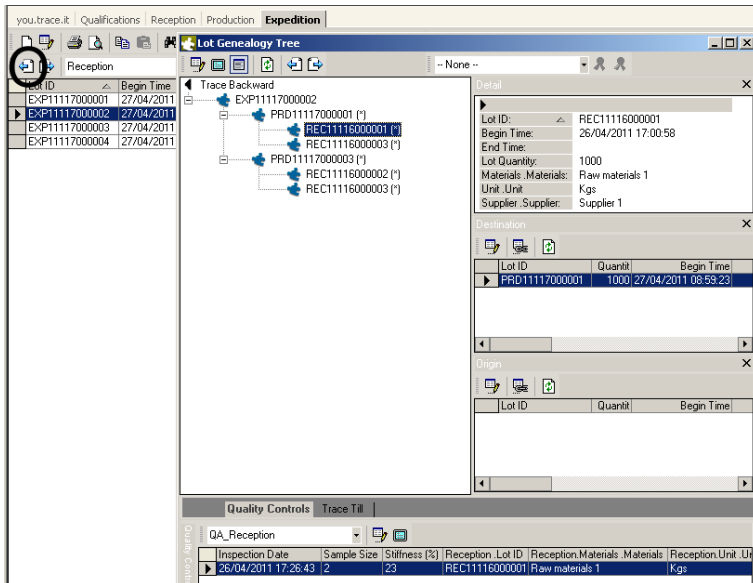 you.trace.it Qualifications Reception Production Expedition
Lot Genealogy Tree
Reception
-- None --
Lot ID Begin Time
EXP11117000001 27/04/2011
EXP11117000002 27/04/2011
EXP11117000003 27/04/2011
EXP11117000004 27/04/2011
Trace Backward
EXP11117000002
PRD11117000001 (*)
REC11116000001 (*)
REC11116000003 (*)
PRD11117000003 (*)
REC11116000002 (*)
REC11116000003 (*)
Detail
Lot ID: REC11116000001
Begin Time: 26/04/2011 17:00:58
End Time:
Lot Quantity: 1000
Materials .Materials: Raw materials 1
Unit .Unit Kgs
Supplier .Supplier: Supplier 1
Destination
Lot ID Quantit Begin Time
PRD11117000001 1000 27/04/2011 08:59:23
Origin
Lot ID Quantit Begin Time
Quality Controls Trace Till
Quality Cont
QA_Reception
Inspection Date Sample Size Stiffness (%) Reception .Lot ID Reception.Materials .Materials Reception.Unit .Ur
26/04/2011 17:26:43 2 23 REC11116000001 Raw materials 1 Kgs